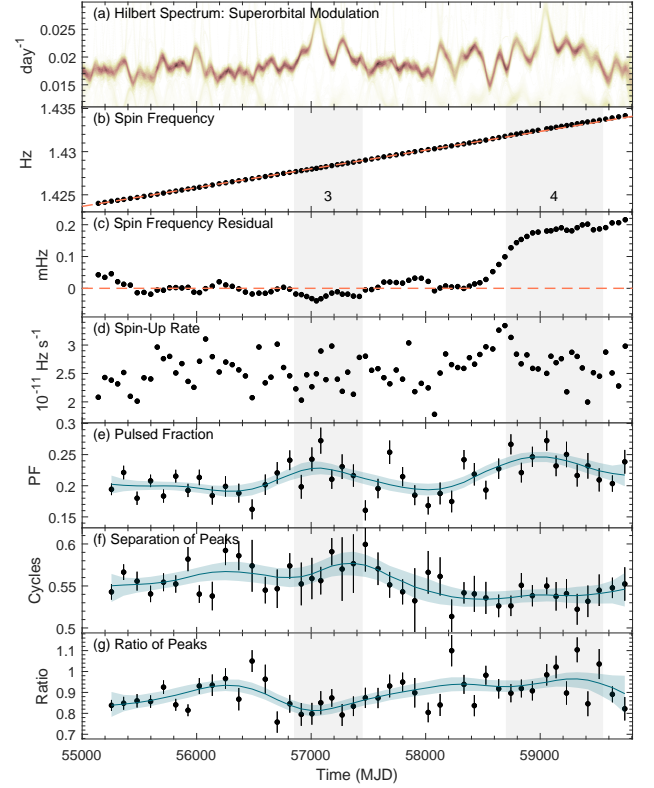 (a) Hilbert Spectrum: Superorbital Modulation
day⁻¹
0.02
0.015
(b) Spin Frequency
Hz
1.435
1.43
1.425
3
4
(c) Spin Frequency Residual
mHz
0.2
0.1
0
(d) Spin-Up Rate
10⁻¹¹ Hz s⁻¹
3
2.5
2
(e) Pulsed Fraction
PF
0.3
0.25
0.2
0.15
(f) Separation of Peaks
Cycles
0.6
0.55
0.5
(g) Ratio of Peaks
Ratio
1.1
1
0.9
0.8
0.7
55000 56000 57000 58000 59000
Time (MJD)